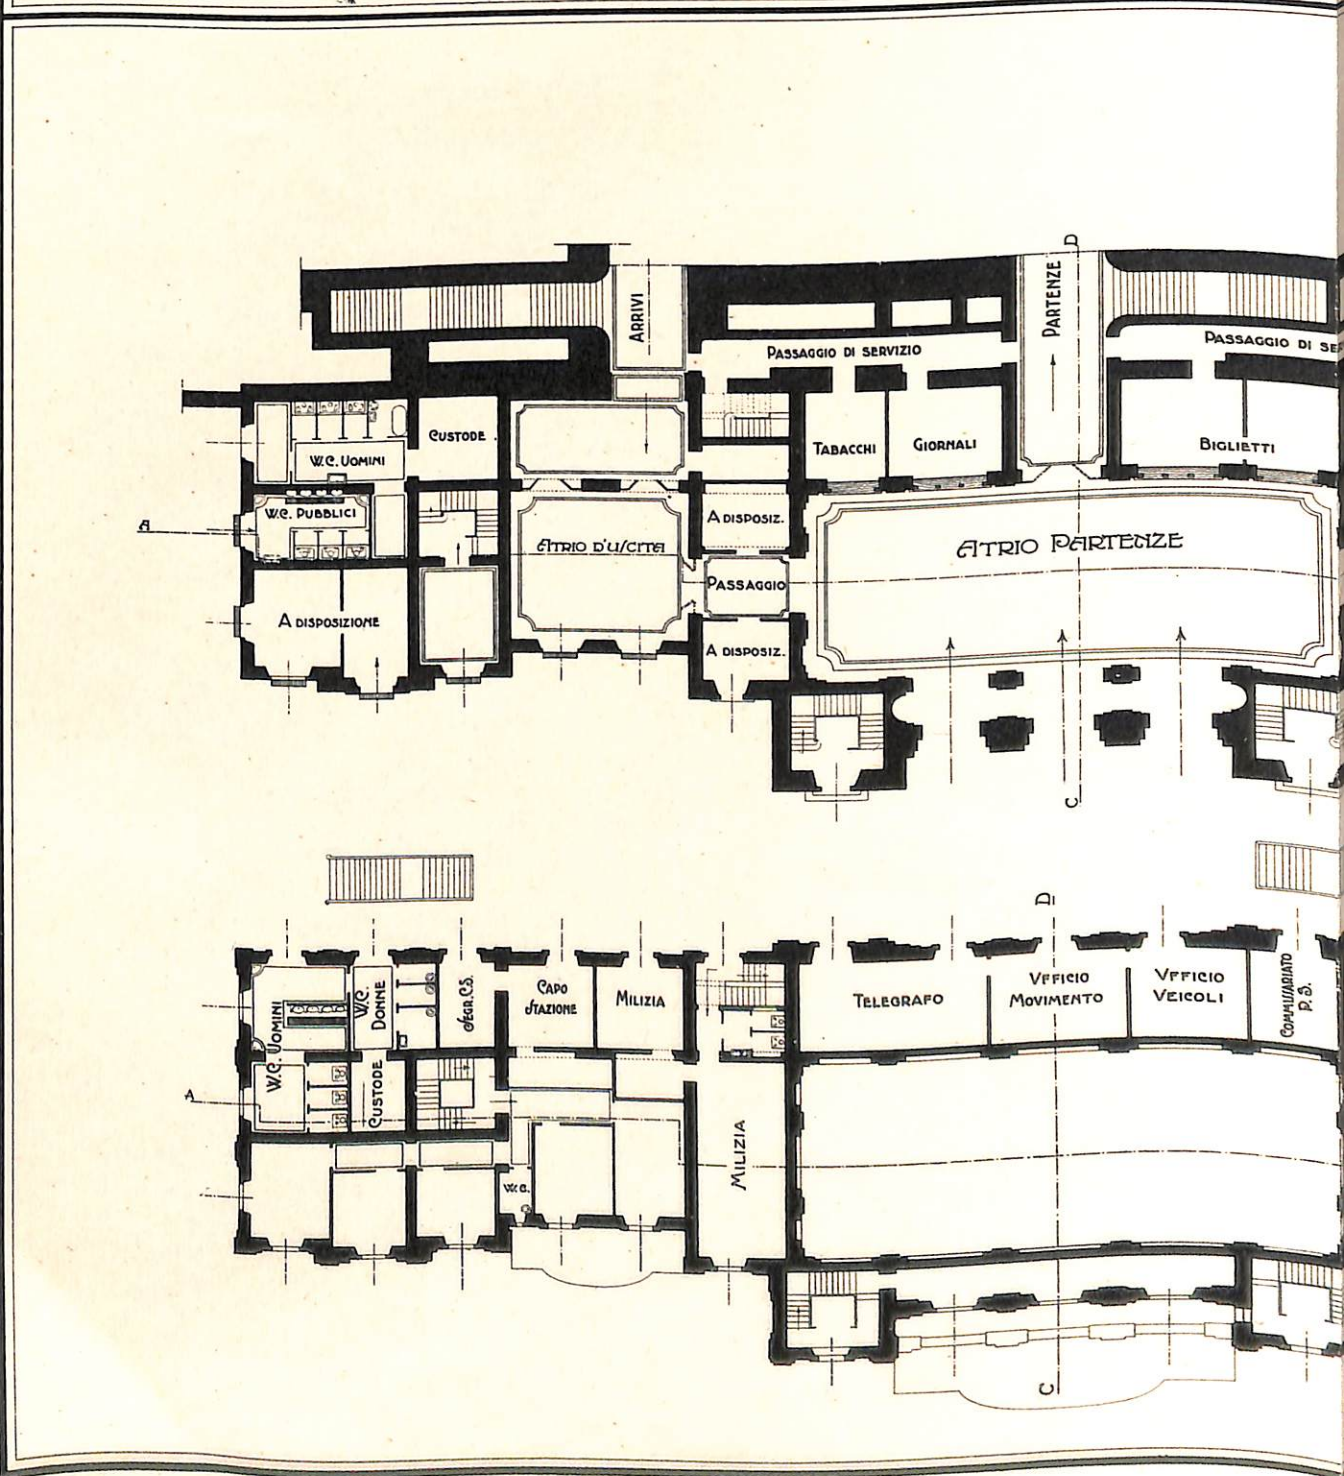 D
ARRIVI
PARTENZE
PASSAGGIO DI SERVIZIO
PASSAGGIO DI SE
CUSTODE
W.C. UOMINI
TABACCHI
GIORNALI
BIGLIETTI
W.C. PUBBLICI
A
A DISPOSIZ.
ATRIO D'USCITA
ATRIO PARTENZE
PASSAGGIO
A DISPOSIZIONE
A DISPOSIZ.
C
D
W.C. UOMINI
W.C.
DONNE
SEGR. C.S.
CAPO
STAZIONE
MILIZIA
TELEGRAFO
UFFICIO
MOVIMENTO
UFFICIO
VEICOLI
COMMISSARIATO
P.S.
A
CUSTODE
MILIZIA
W.C.
C